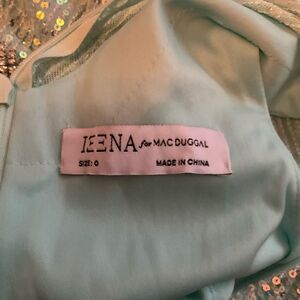 IEENA for MAC DUGGAL
SIZE: 0 MADE IN CHINA